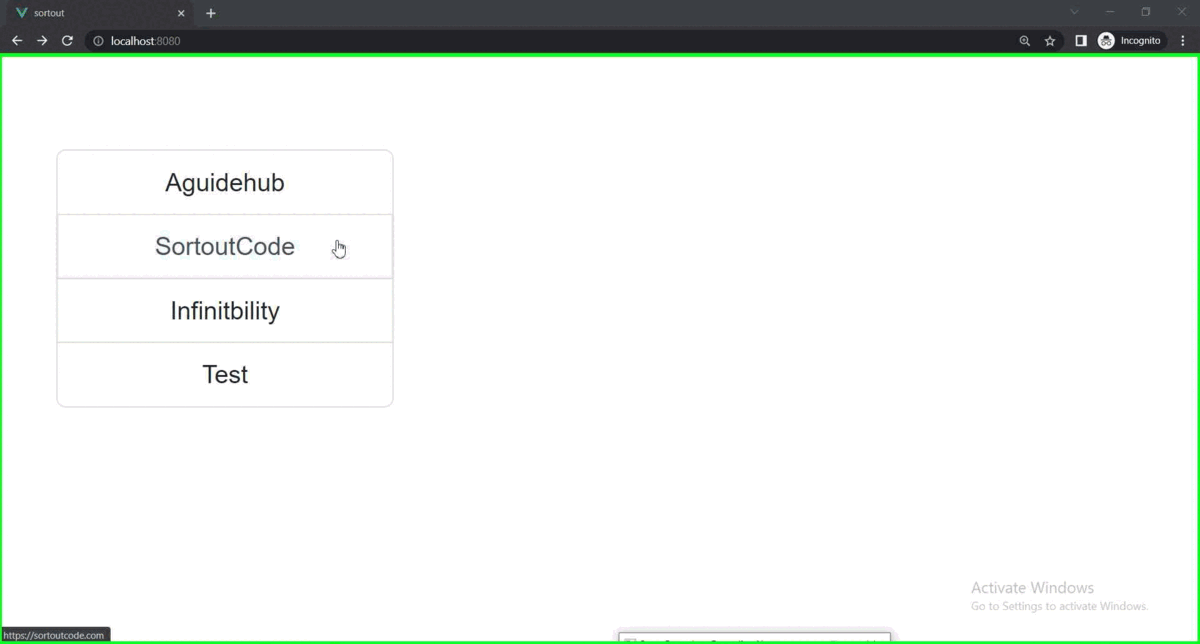 sortout
localhost:8080
Incognito
Aguidehub
SortoutCode
Infinitbility
Test
Activate Windows
Go to Settings to activate Windows.
https://sortoutcode.com